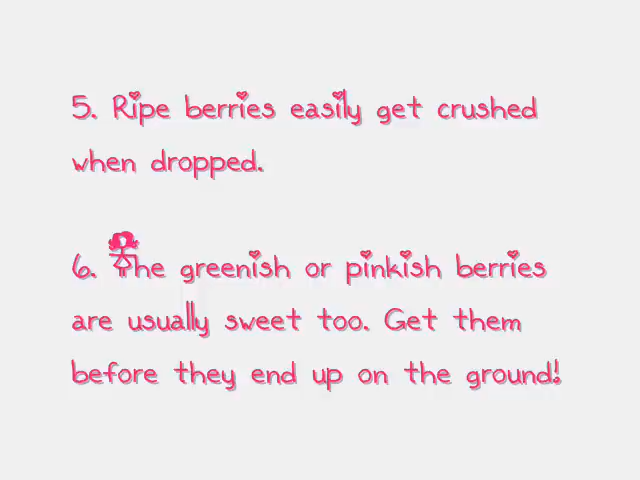 5. Ripe berries easily get crushed
when dropped.
6. The greenish or pinkish berries
are usually sweet too. Get them
before they end up on the ground!